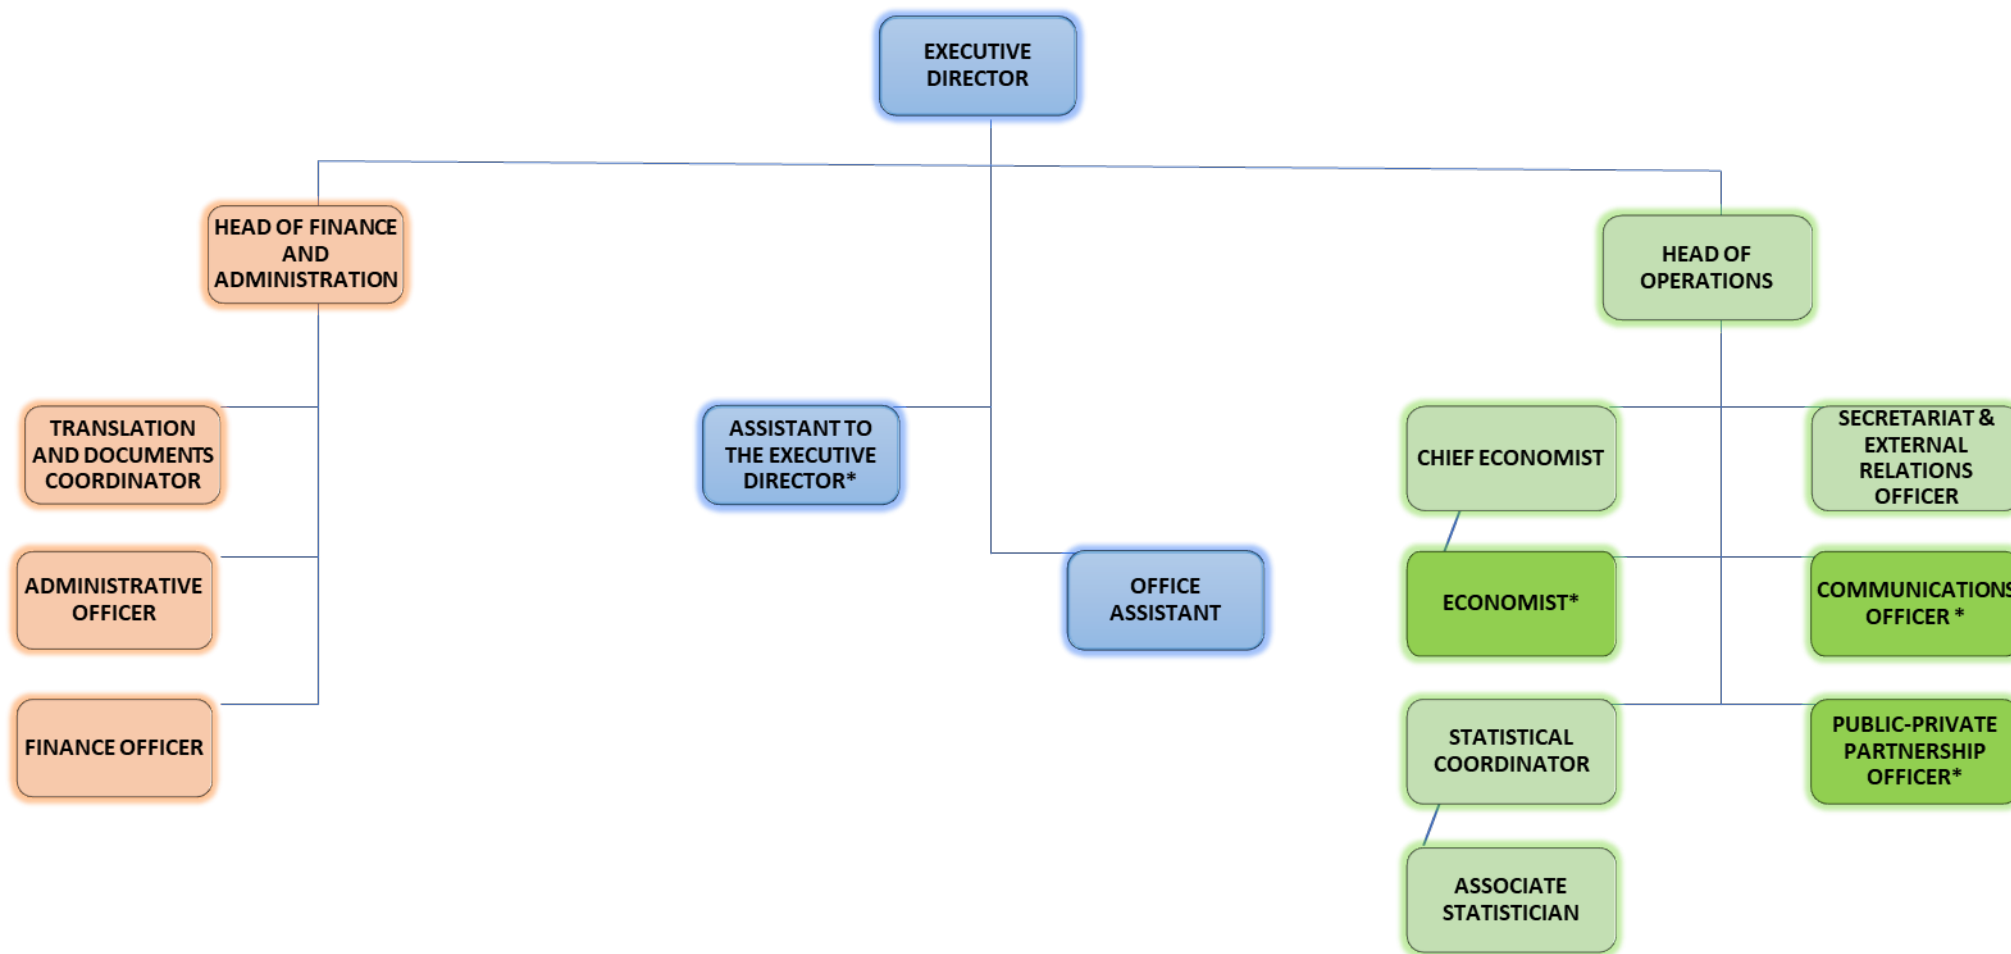 EXECUTIVE
DIRECTOR
HEAD OF FINANCE
AND
ADMINISTRATION
HEAD OF
OPERATIONS
TRANSLATION
AND DOCUMENTS
COORDINATOR
ASSISTANT TO
THE EXECUTIVE
DIRECTOR*
CHIEF ECONOMIST
SECRETARIAT &
EXTERNAL
RELATIONS
OFFICER
ADMINISTRATIVE
OFFICER
OFFICE
ASSISTANT
ECONOMIST*
COMMUNICATIONS
OFFICER *
FINANCE OFFICER
STATISTICAL
COORDINATOR
PUBLIC-PRIVATE
PARTNERSHIP
OFFICER*
ASSOCIATE
STATISTICIAN